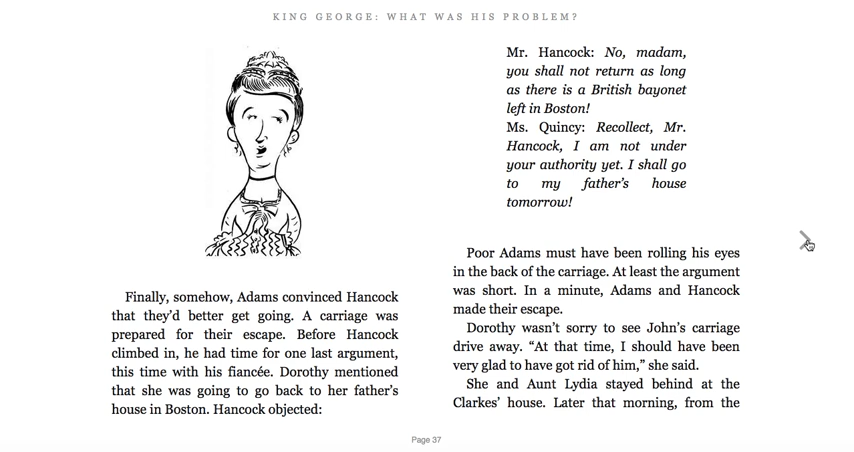 KING GEORGE: WHAT WAS HIS PROBLEM?
Finally, somehow, Adams convinced Hancock
that they’d better get going. A carriage was
prepared for their escape. Before Hancock
climbed in, he had time for one last argument,
this time with his fiancée. Dorothy mentioned
that she was going to go back to her father’s
house in Boston. Hancock objected:
Mr. Hancock: No, madam,
you shall not return as long
as there is a British bayonet
left in Boston!
Ms. Quincy: Recollect, Mr.
Hancock, I am not under
your authority yet. I shall go
to my father’s house
tomorrow!
Poor Adams must have been rolling his eyes
in the back of the carriage. At least the argument
was short. In a minute, Adams and Hancock
made their escape.
Dorothy wasn’t sorry to see John’s carriage
drive away. “At that time, I should have been
very glad to have got rid of him,” she said.
She and Aunt Lydia stayed behind at the
Clarkes’ house. Later that morning, from the
Page 37